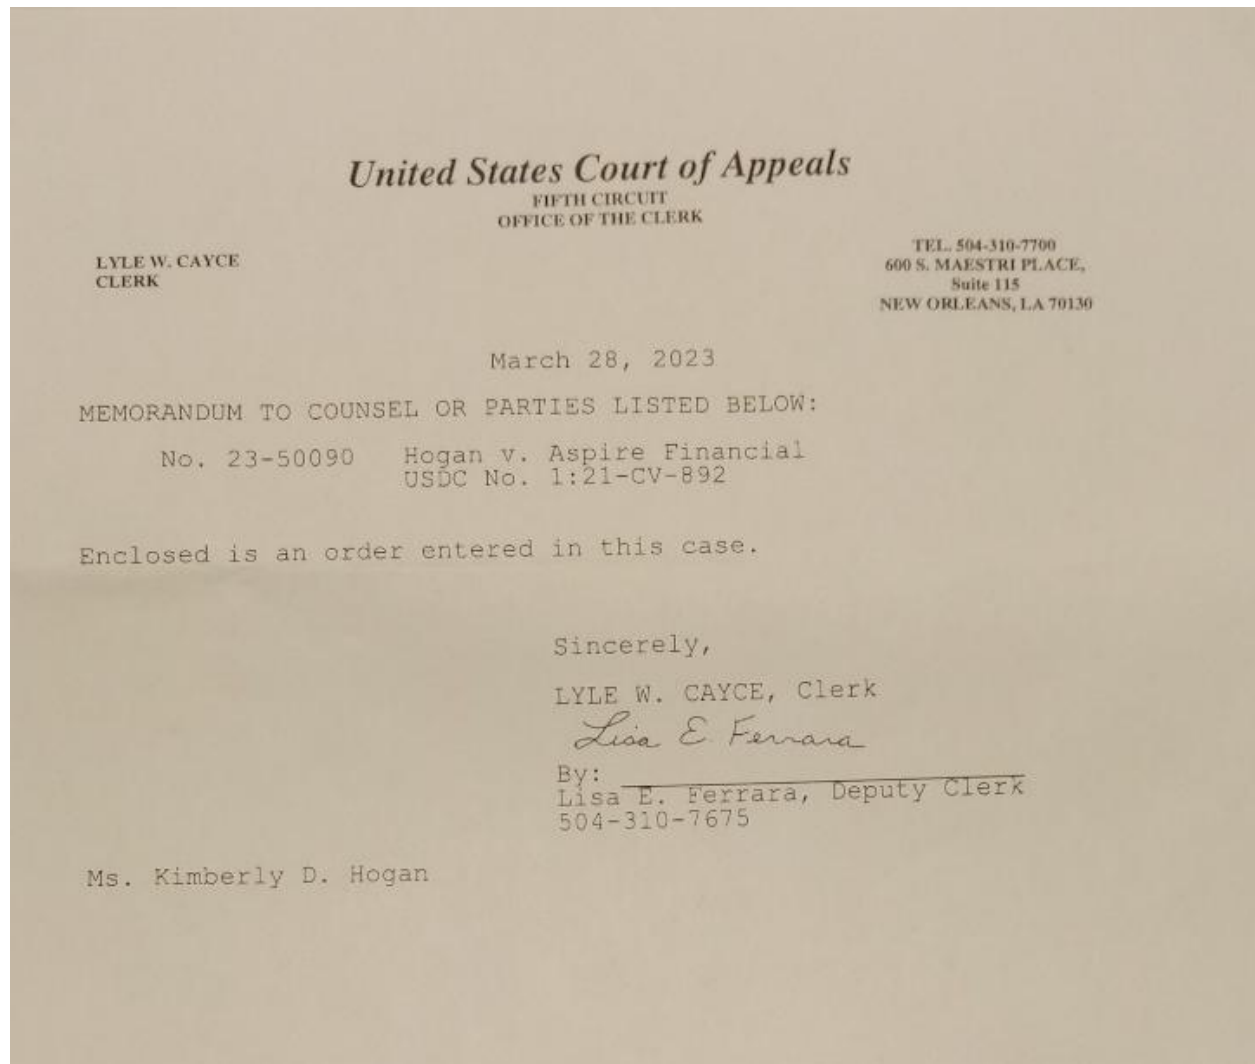 United States Court of Appeals
FIFTH CIRCUIT
OFFICE OF THE CLERK
LYLE W. CAYCE
CLERK
TEL. 504-310-7700
600 S. MAESTRI PLACE,
Suite 115
NEW ORLEANS, LA 70130
March 28, 2023
MEMORANDUM TO COUNSEL OR PARTIES LISTED BELOW:
No. 23-50090 Hogan v. Aspire Financial
USDC No. 1:21-CV-892
Enclosed is an order entered in this case.
Sincerely,
LYLE W. CAYCE, Clerk
Lisa E. Ferrara
By:
Lisa E. Ferrara, Deputy Clerk
504-310-7675
Ms. Kimberly D. Hogan